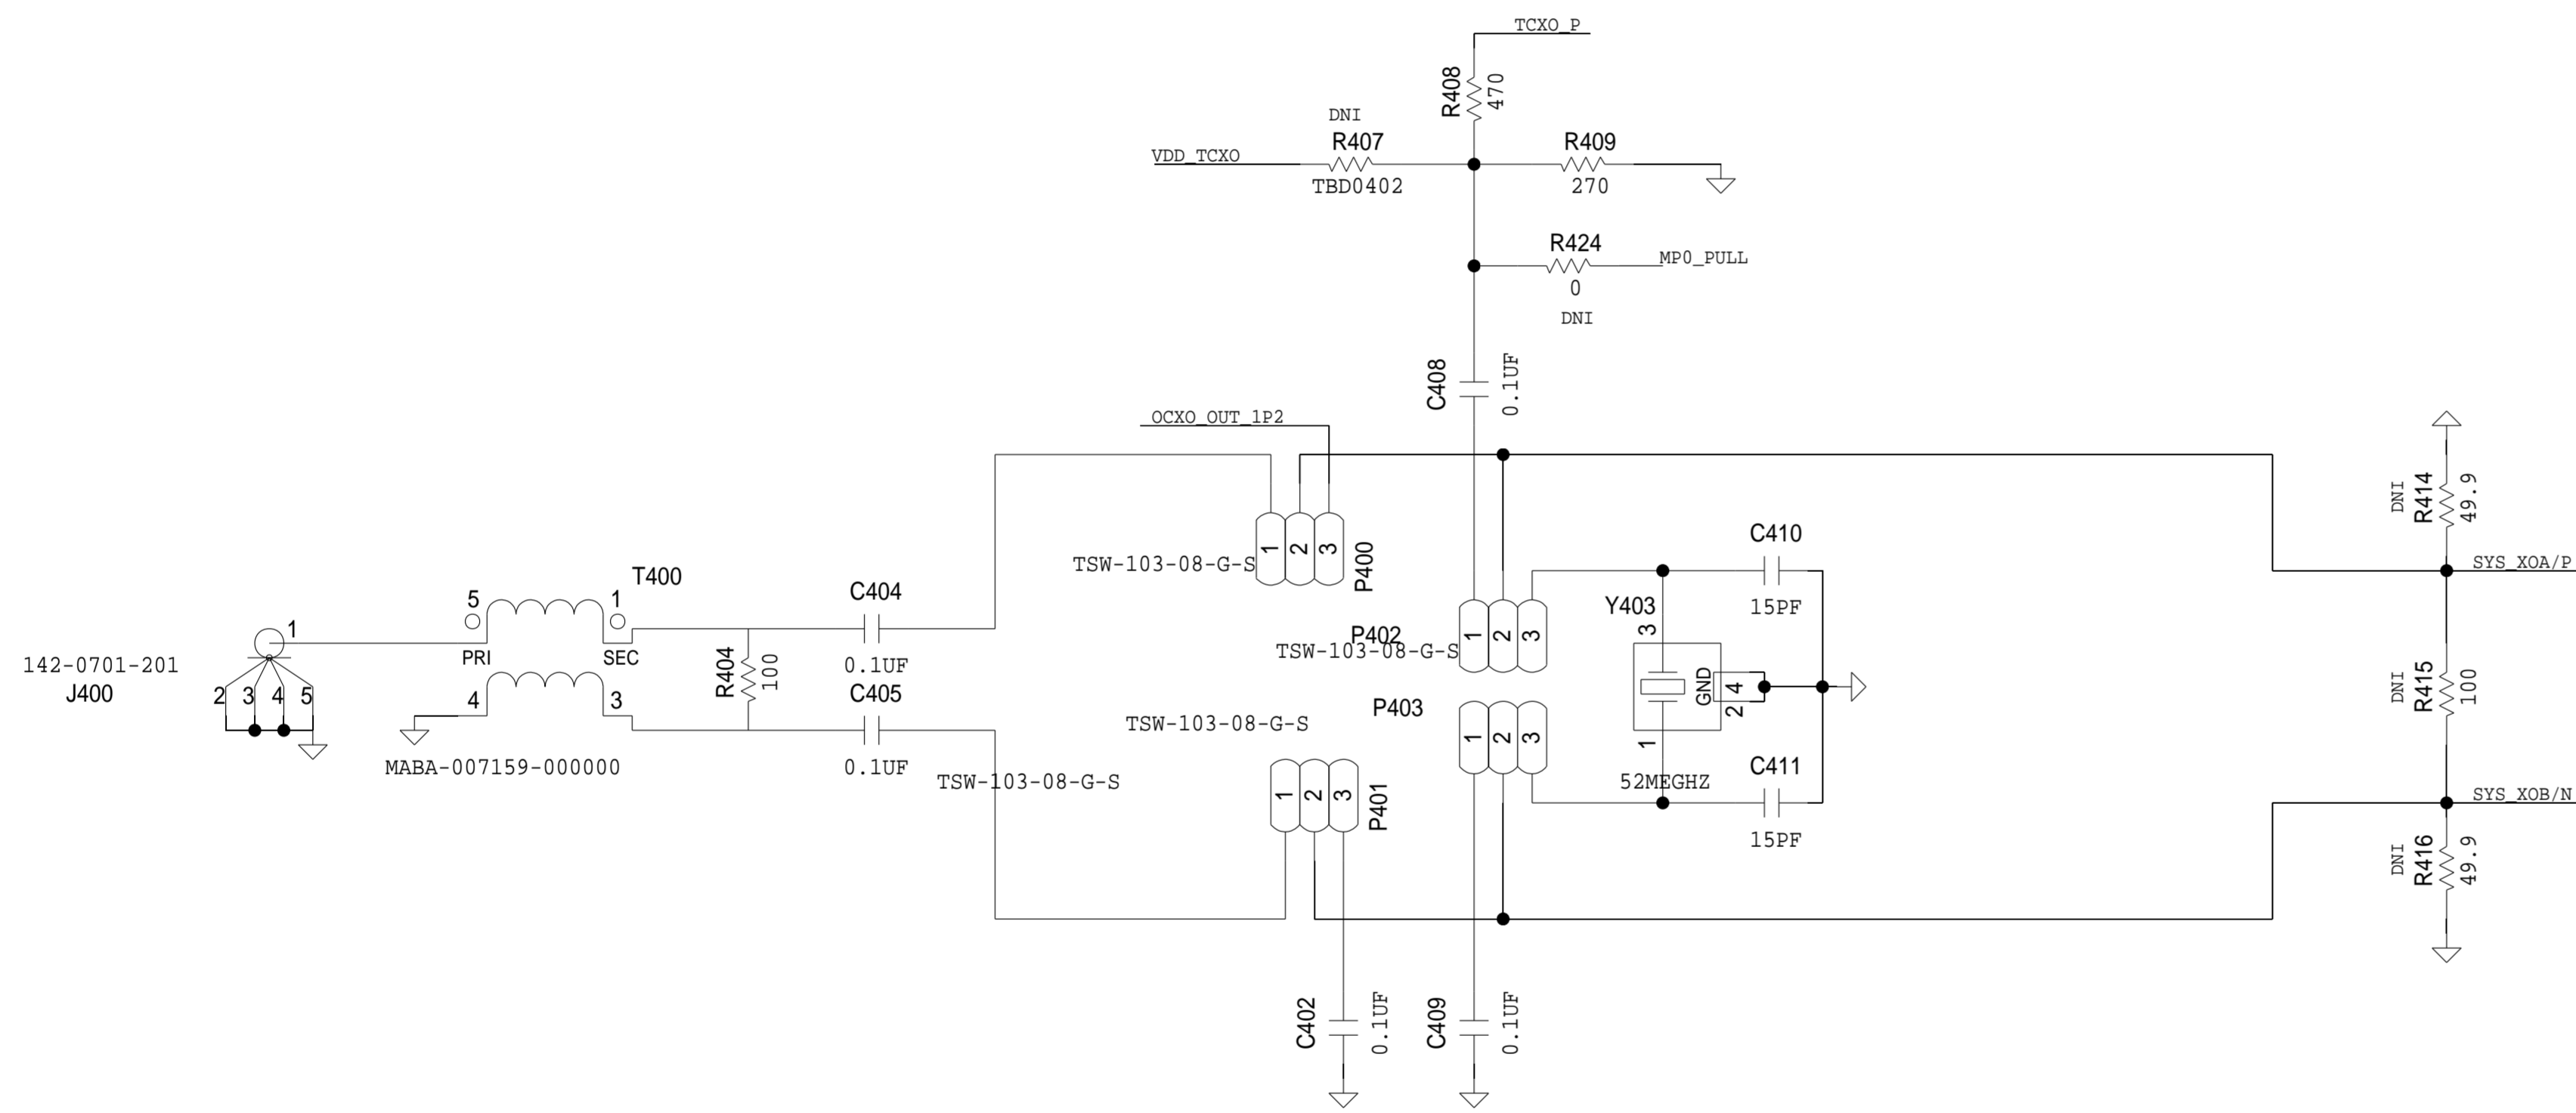 TCXO_P
R408
470
DNI
R407
R409
VDD_TCXO
TBD0402
270
R424
MP0_PULL
0
DNI
C408
0.1UF
OCXO_OUT_1P2
DNI
R414
49.9
1
2
3
P400
TSW-103-08-G-S
C410
SYS_XOA/P
T400
C404
15PF
5
1
Y403
1
3
P402
1
2
3
TSW-103-08-G-S
PRI
SEC
0.1UF
142-0701-201
J400
R404
100
C405
GND
4
2
DNI
R415
100
2
3
4
5
4
3
P403
TSW-103-08-G-S
1
2
3
1
MABA-007159-000000
0.1UF
TSW-103-08-G-S
1
2
3
P401
52MEGHZ
C411
SYS_XOB/N
15PF
DNI
R416
49.9
C402
0.1UF
C409
0.1UF